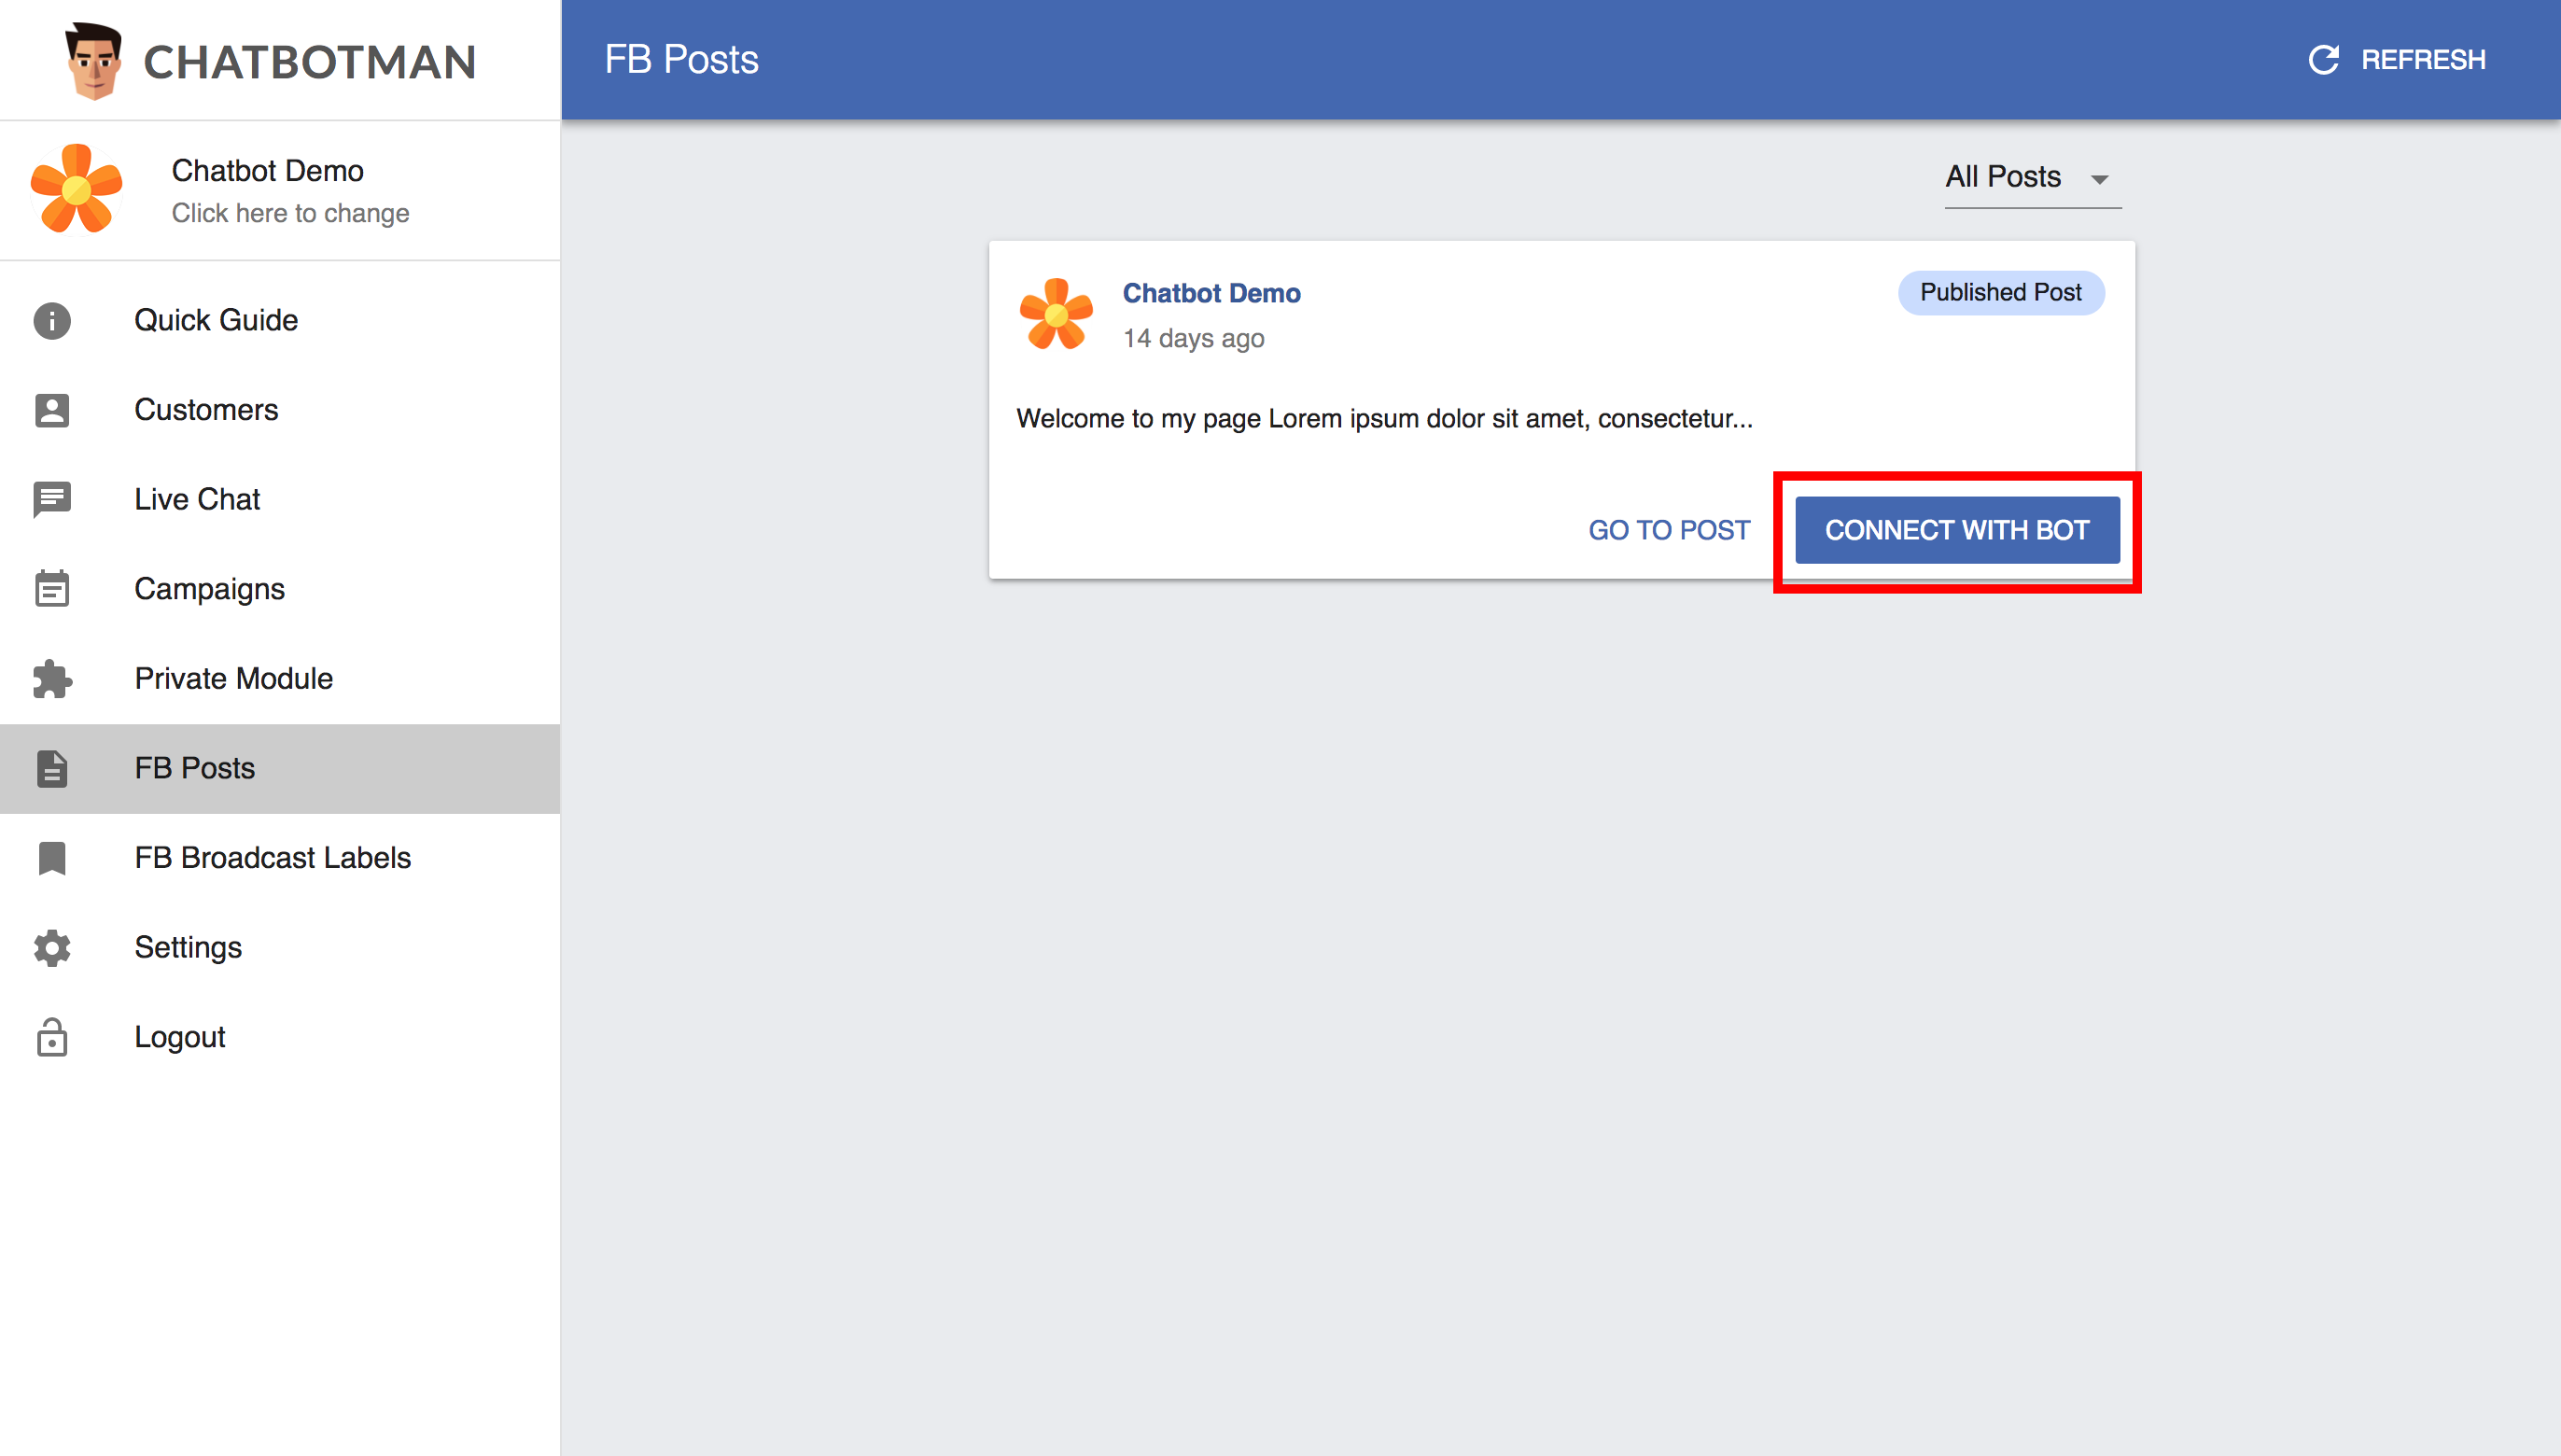 CHATBOTMAN
FB Posts
REFRESH
Chatbot Demo
Click here to change
Quick Guide
Customers
Live Chat
Campaigns
Private Module
FB Posts
FB Broadcast Labels
Settings
Logout
All Posts
Chatbot Demo
Published Post
14 days ago
Welcome to my page Lorem ipsum dolor sit amet, consectetur...
GO TO POST
CONNECT WITH BOT